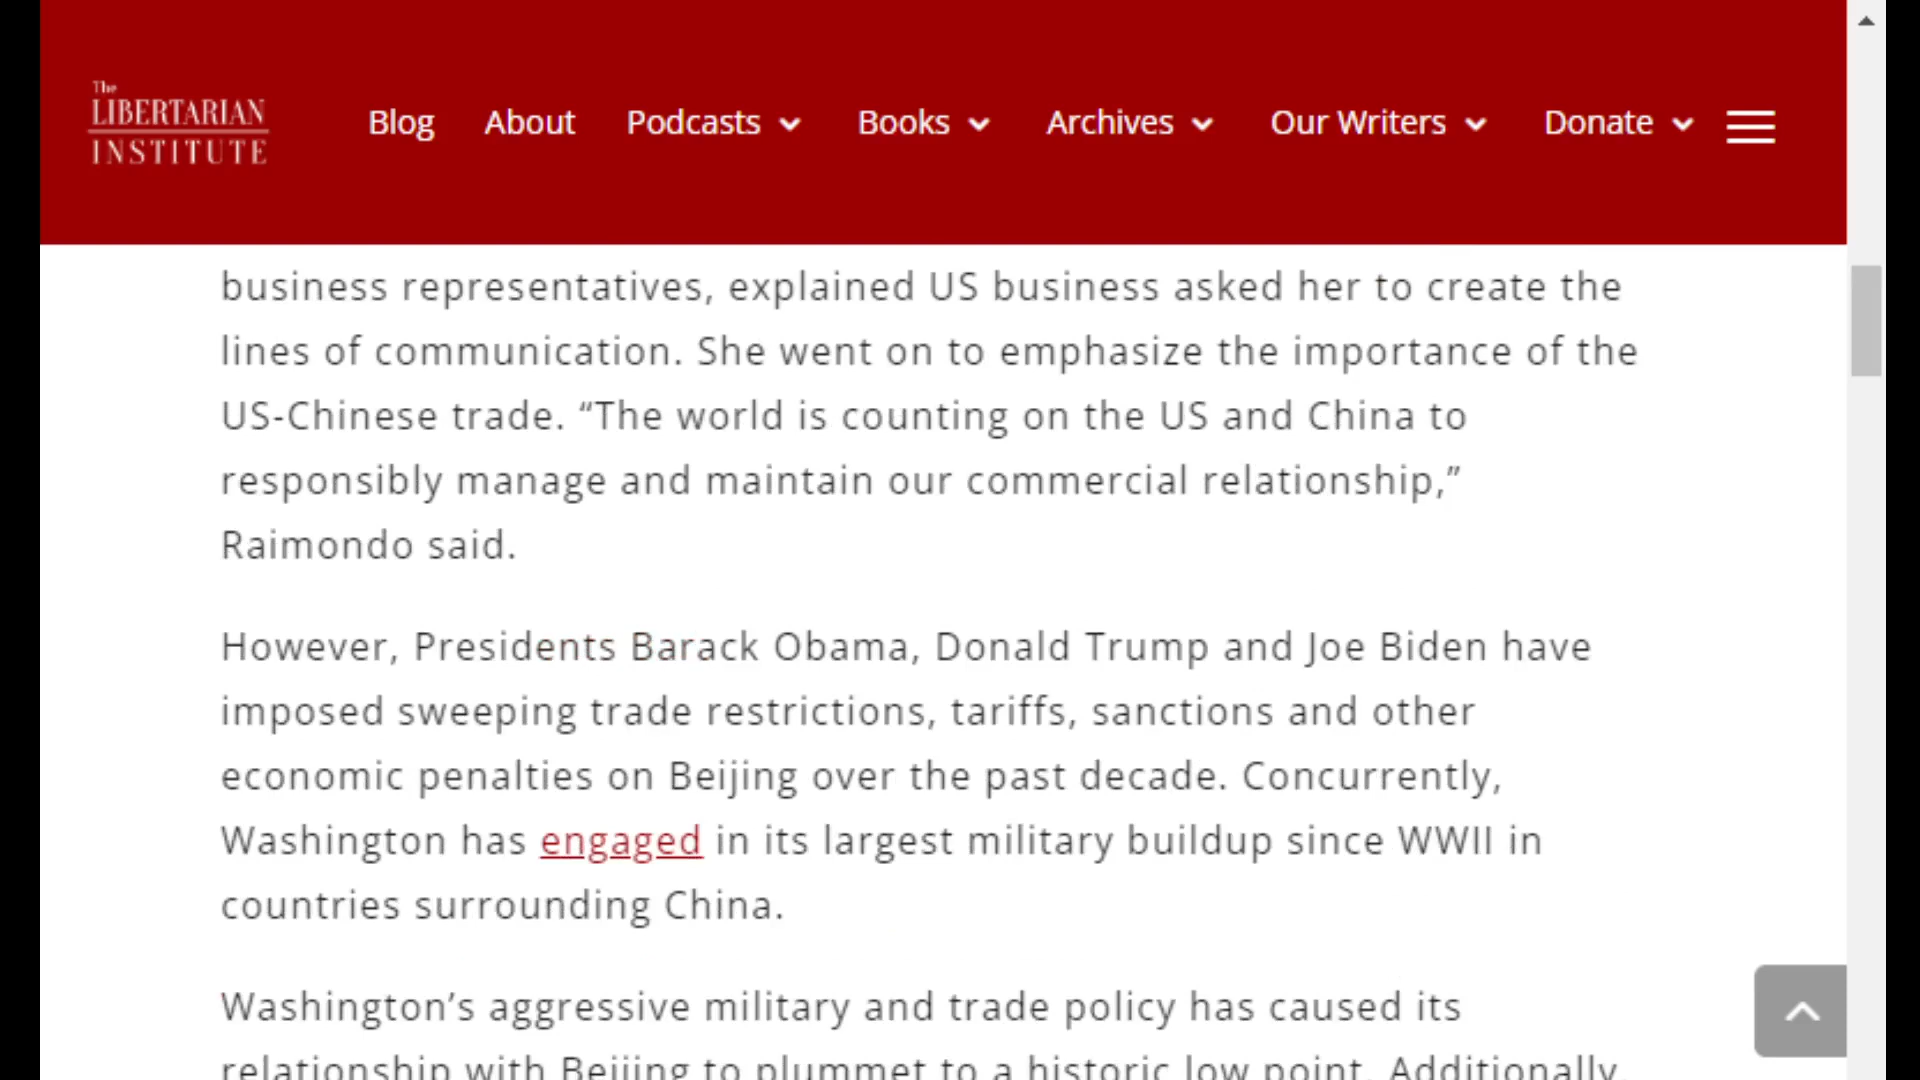 The
LIBERTARIAN
INSTITUTE
Blog About Podcasts Books Archives Our Writers Donate
business representatives, explained US business asked her to create the
lines of communication. She went on to emphasize the importance of the
US-Chinese trade. “The world is counting on the US and China to
responsibly manage and maintain our commercial relationship,”
Raimondo said.
However, Presidents Barack Obama, Donald Trump and Joe Biden have
imposed sweeping trade restrictions, tariffs, sanctions and other
economic penalties on Beijing over the past decade. Concurrently,
Washington has engaged in its largest military buildup since WWII in
countries surrounding China.
Washington’s aggressive military and trade policy has caused its
relationship with Beijing to plummet to a historic low point. Additionally,